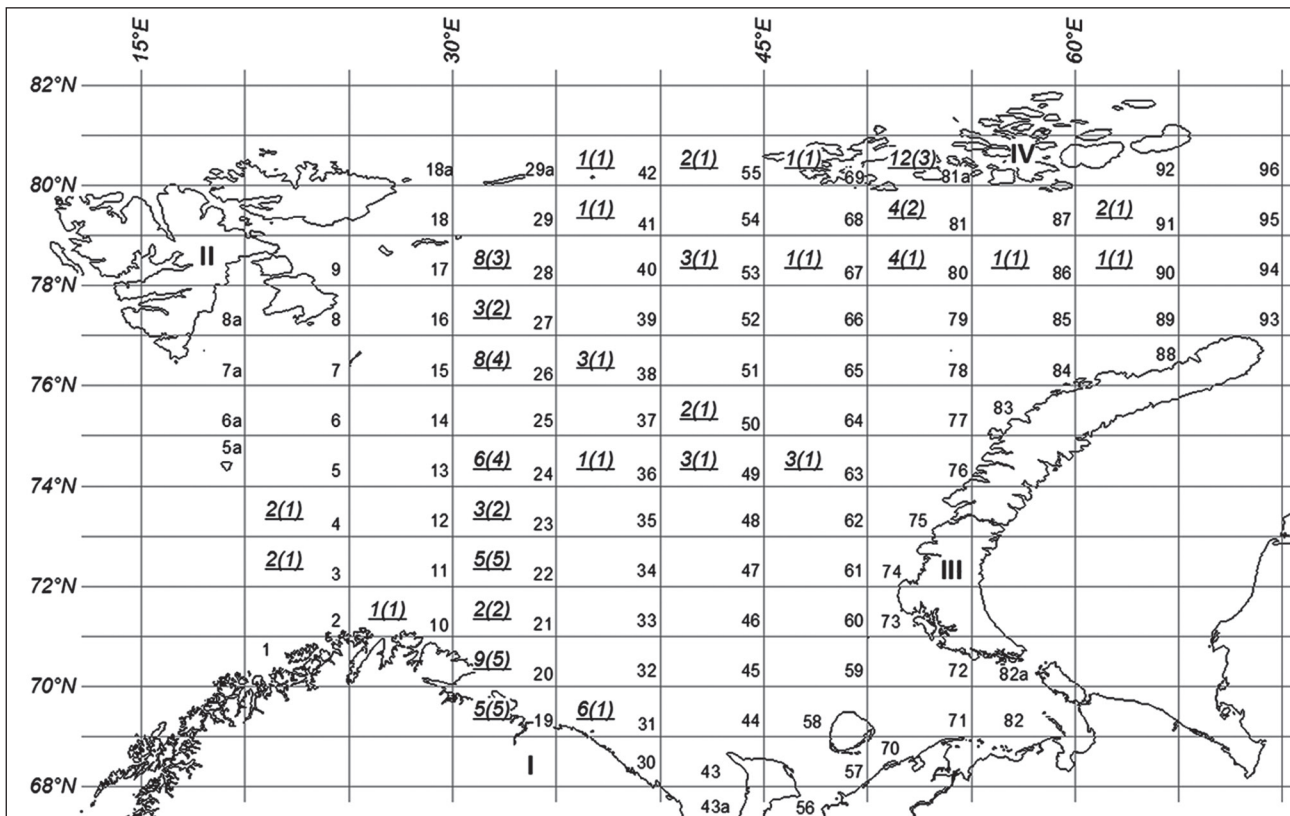 15°E 30°E 45°E 60°E
82°N
1(1) 2(1) 1(1) 12(3) IV
80°N 18a 29a 42 55 69 81a 92 96
1(1) 4(2) 2(1)
18 29 41 54 68 81 87 91 95
II 8(3) 3(1) 1(1) 4(1) 1(1) 1(1)
78°N 9 17 28 40 53 67 80 86 90 94
3(2)
8a 8 16 27 39 52 66 79 85 89 93
8(4) 3(1) 88
76°N 7a 7 15 26 38 51 65 78 84
2(1) 83
6a 6 14 25 37 50 64 77
5a
6(4) 1(1) 3(1) 3(1)
74°N 5 13 24 36 49 63 76
2(1) 3(2)
4 12 23 35 48 62 75
2(1) 5(5)
72°N 3 11 22 34 47 61 74 III
1(1) 2(2)
2 10 21 33 46 60 73
1 9(5)
70°N 20 32 45 59 72 82a
5(5) 6(1)
19 31 44 58 71 82
I 70
68°N 30 43 57
43a 56